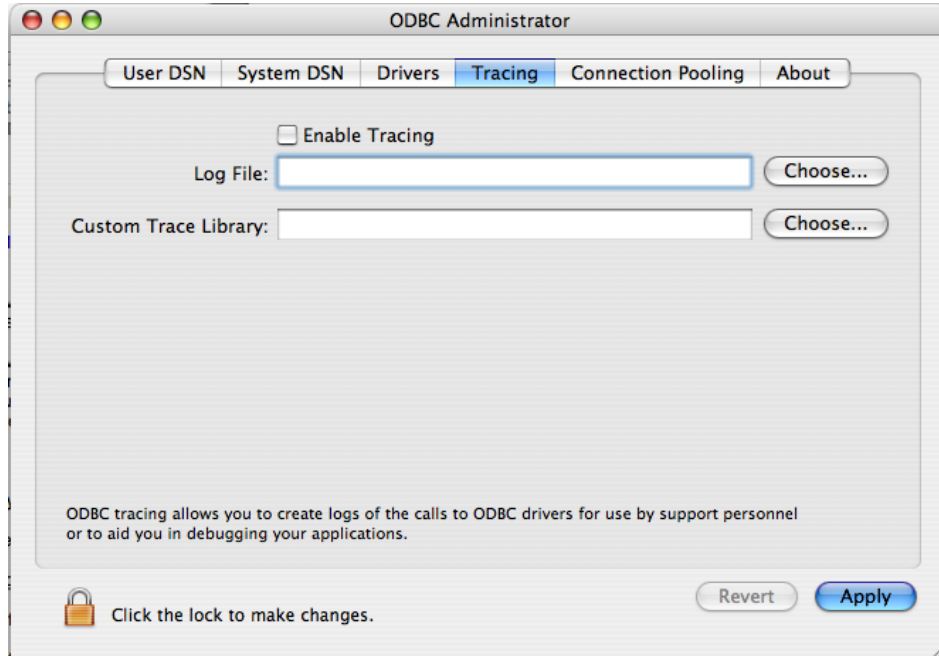 ODBC Administrator
User DSN System DSN Drivers Tracing Connection Pooling About
Enable Tracing
Log File: Choose...
Custom Trace Library: Choose...
ODBC tracing allows you to create logs of the calls to ODBC drivers for use by support personnel
or to aid you in debugging your applications.
Click the lock to make changes. Revert Apply